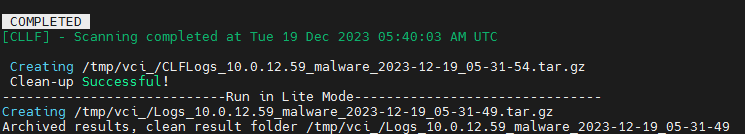 COMPLETED
[CLLF] - Scanning completed at Tue 19 Dec 2023 05:40:03 AM UTC
Creating /tmp/vci_/CLFLogs_10.0.12.59_malware_2023-12-19_05-31-54.tar.gz
Clean-up Successful!
----------------------------Run in Lite Mode-------------------------------
Creating /tmp/vci_/Logs_10.0.12.59_malware_2023-12-19_05-31-49.tar.gz
Archived results, clean result folder /tmp/vci_/Logs_10.0.12.59_malware_2023-12-19_05-31-49